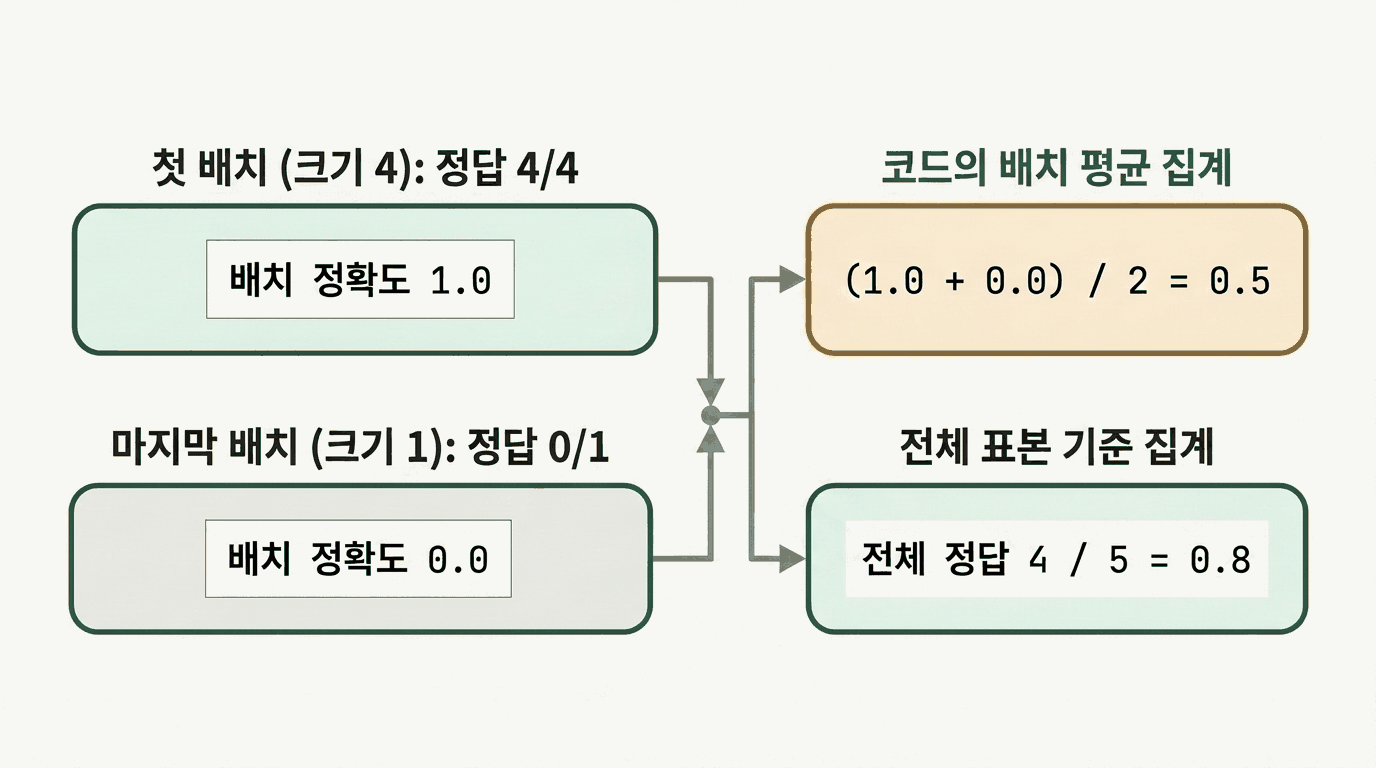 첫 배치 (크기 4): 정답 4/4
배치 정확도 1.0
마지막 배치 (크기 1): 정답 0/1
배치 정확도 0.0
코드의 배치 평균 집계
(1.0 + 0.0) / 2 = 0.5
전체 표본 기준 집계
전체 정답 4 / 5 = 0.8